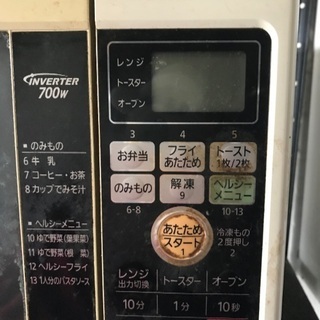 レンジ
トースター
オーブン
INVERTER
700W
3 4 5
お弁当
フライ
あたため
トースト
1枚/2枚
のみもの
解凍
9
ヘルシー
メニュー
6·8
10·13
■のみもの
6 牛 乳
7 コーヒー・お茶
8 カップでみそ汁
■ヘルシーメニュー
10 ゆで野菜(葉果菜)
11 ゆで野菜(根 菜)
12 ヘルシーフライ
13 1人分のパスタソース
あたため
スタート
1
冷凍もの
2度押し
2
レンジ
出力切換
トースター
オーブン
10分
1分
10秒